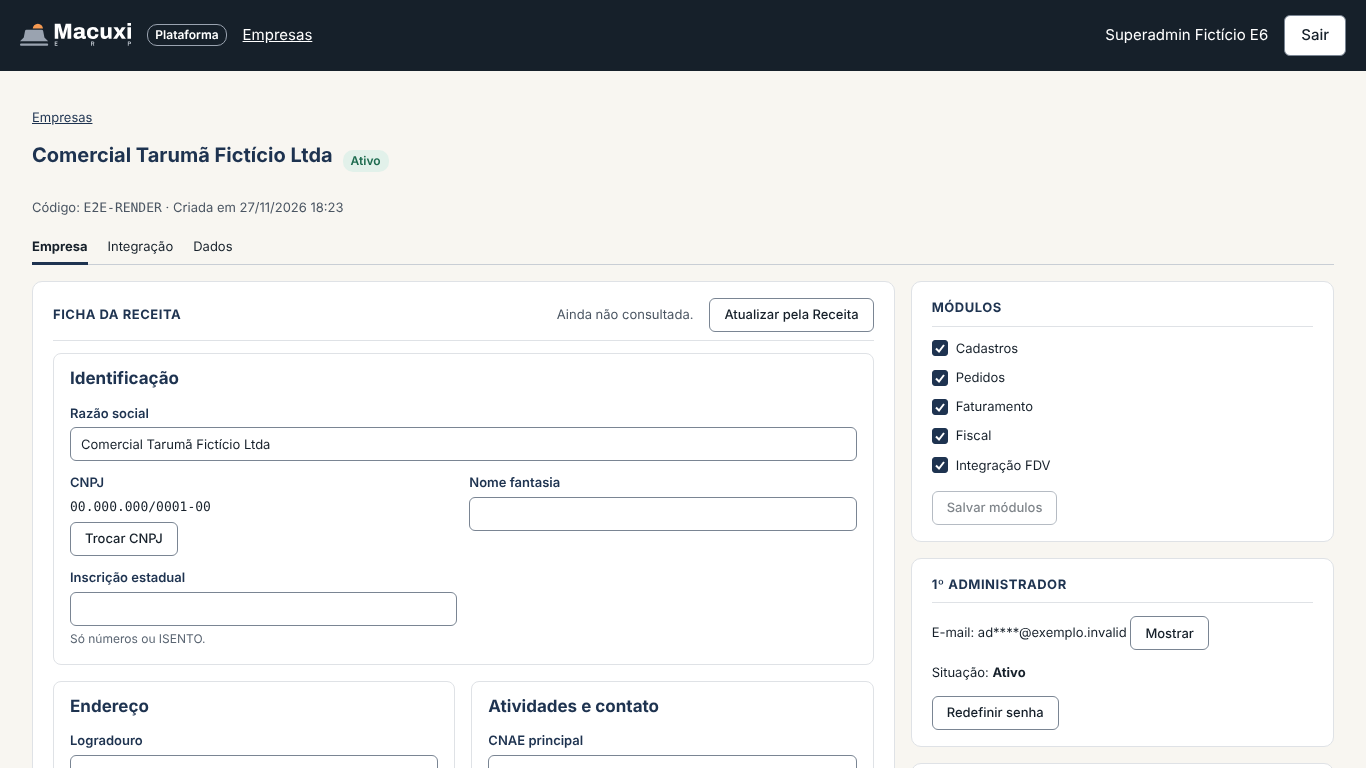 Macuxi
E R P
Plataforma
Empresas
Superadmin Fictício E6
Sair
Empresas
Comercial Tarumã Fictício Ltda
Ativo
Código: E2E-RENDER · Criada em 27/11/2026 18:23
Empresa
Integração
Dados
FICHA DA RECEITA
Ainda não consultada.
Atualizar pela Receita
Identificação
Razão social
Comercial Tarumã Fictício Ltda
CNPJ
00.000.000/0001-00
Trocar CNPJ
Nome fantasia
Inscrição estadual
Só números ou ISENTO.
Endereço
Logradouro
Atividades e contato
CNAE principal
MÓDULOS
Cadastros
Pedidos
Faturamento
Fiscal
Integração FDV
Salvar módulos
1º ADMINISTRADOR
E-mail: ad****@exemplo.invalid
Mostrar
Situação: Ativo
Redefinir senha